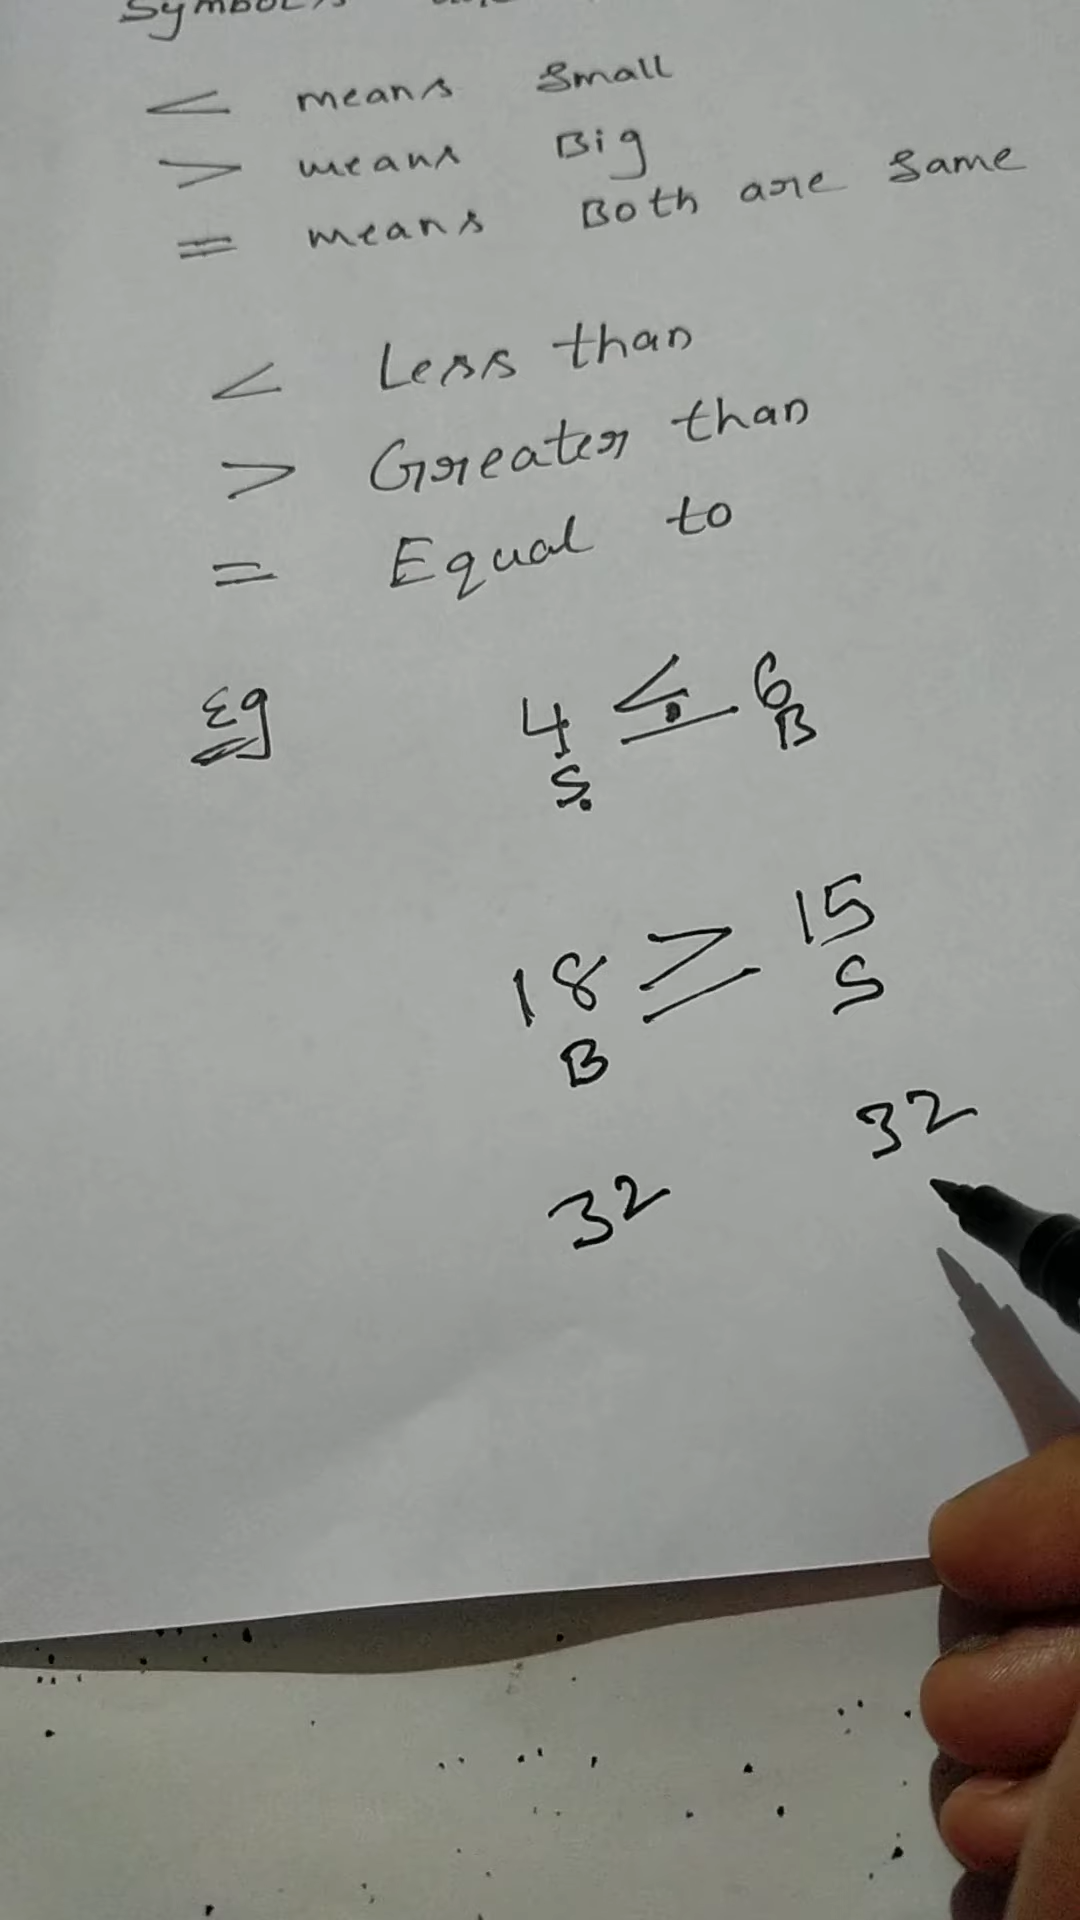 Symbols
< means Small
> means Big
= means Both are Same
< Less than
> Greater than
= Equal to
Eg 4 < 6
S. B
18 > 15
B S
32 32